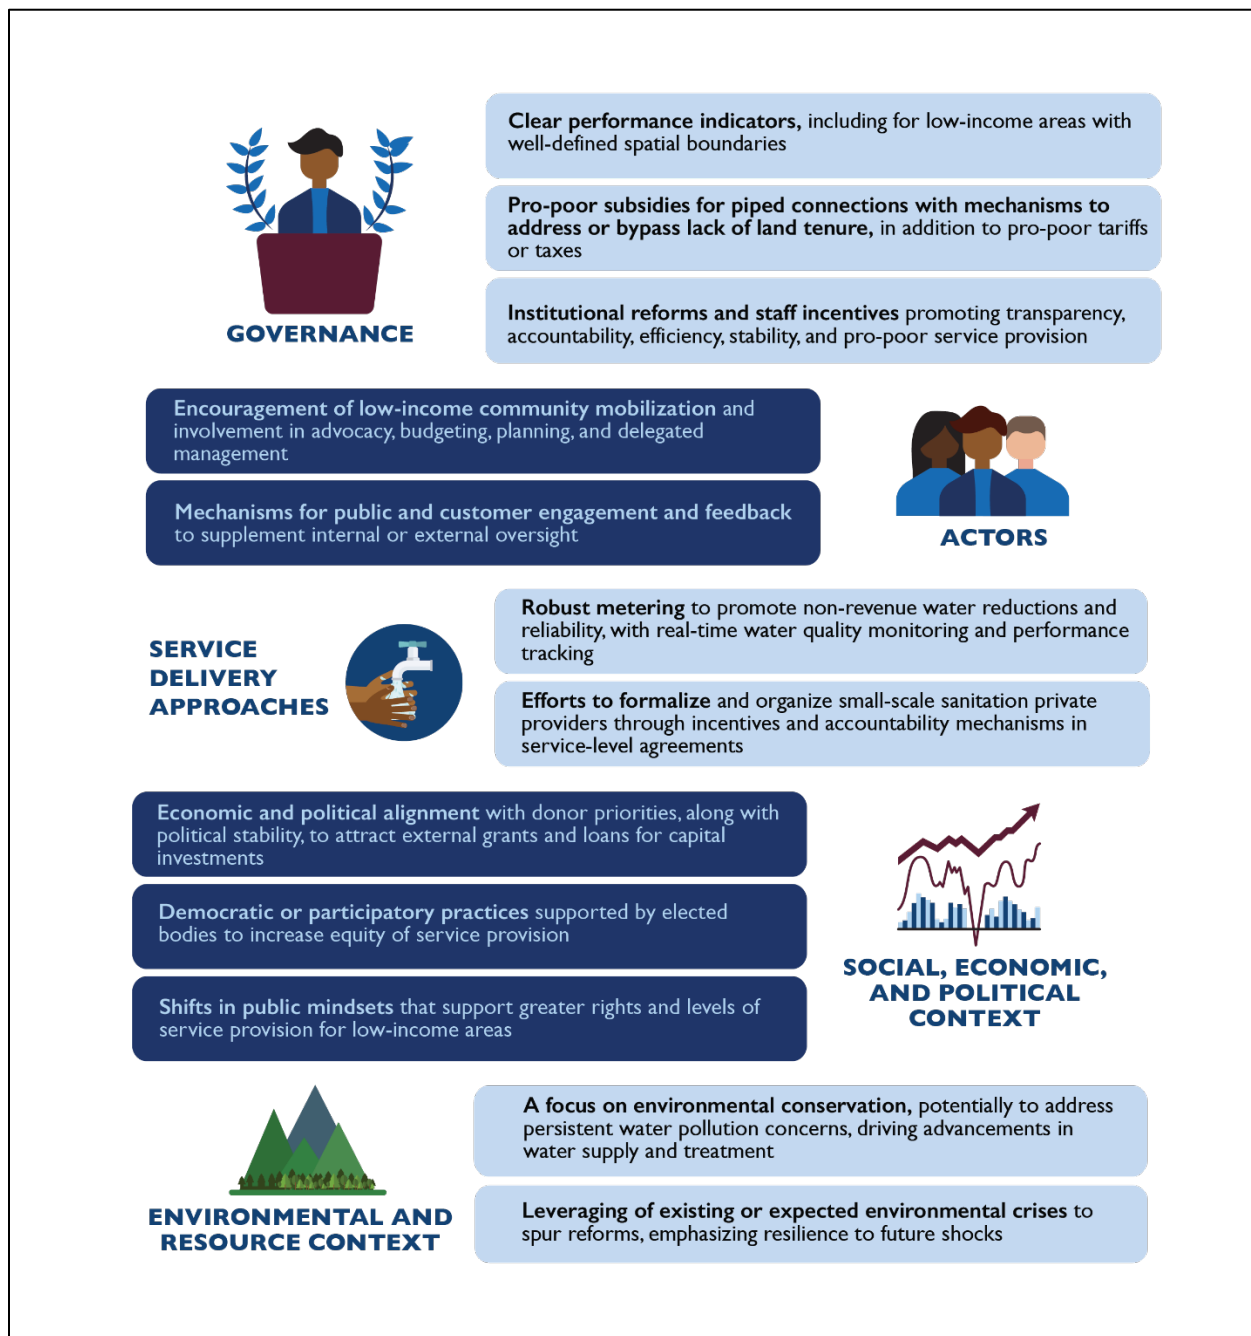 Clear performance indicators, including for low-income areas with
well-defined spatial boundaries
Pro-poor subsidies for piped connections with mechanisms to
address or bypass lack of land tenure, in addition to pro-poor tariffs
or taxes
Institutional reforms and staff incentives promoting transparency,
accountability, efficiency, stability, and pro-poor service provision
GOVERNANCE
Encouragement of low-income community mobilization and
involvement in advocacy, budgeting, planning, and delegated
management
Mechanisms for public and customer engagement and feedback
to supplement internal or external oversight
ACTORS
SERVICE
DELIVERY
APPROACHES
Robust metering to promote non-revenue water reductions and
reliability, with real-time water quality monitoring and performance
tracking
Efforts to formalize and organize small-scale sanitation private
providers through incentives and accountability mechanisms in
service-level agreements
Economic and political alignment with donor priorities, along with
political stability, to attract external grants and loans for capital
investments
Democratic or participatory practices supported by elected
bodies to increase equity of service provision
Shifts in public mindsets that support greater rights and levels of
service provision for low-income areas
SOCIAL, ECONOMIC,
AND POLITICAL
CONTEXT
A focus on environmental conservation, potentially to address
persistent water pollution concerns, driving advancements in
water supply and treatment
Leveraging of existing or expected environmental crises to
spur reforms, emphasizing resilience to future shocks
ENVIRONMENTAL AND
RESOURCE CONTEXT